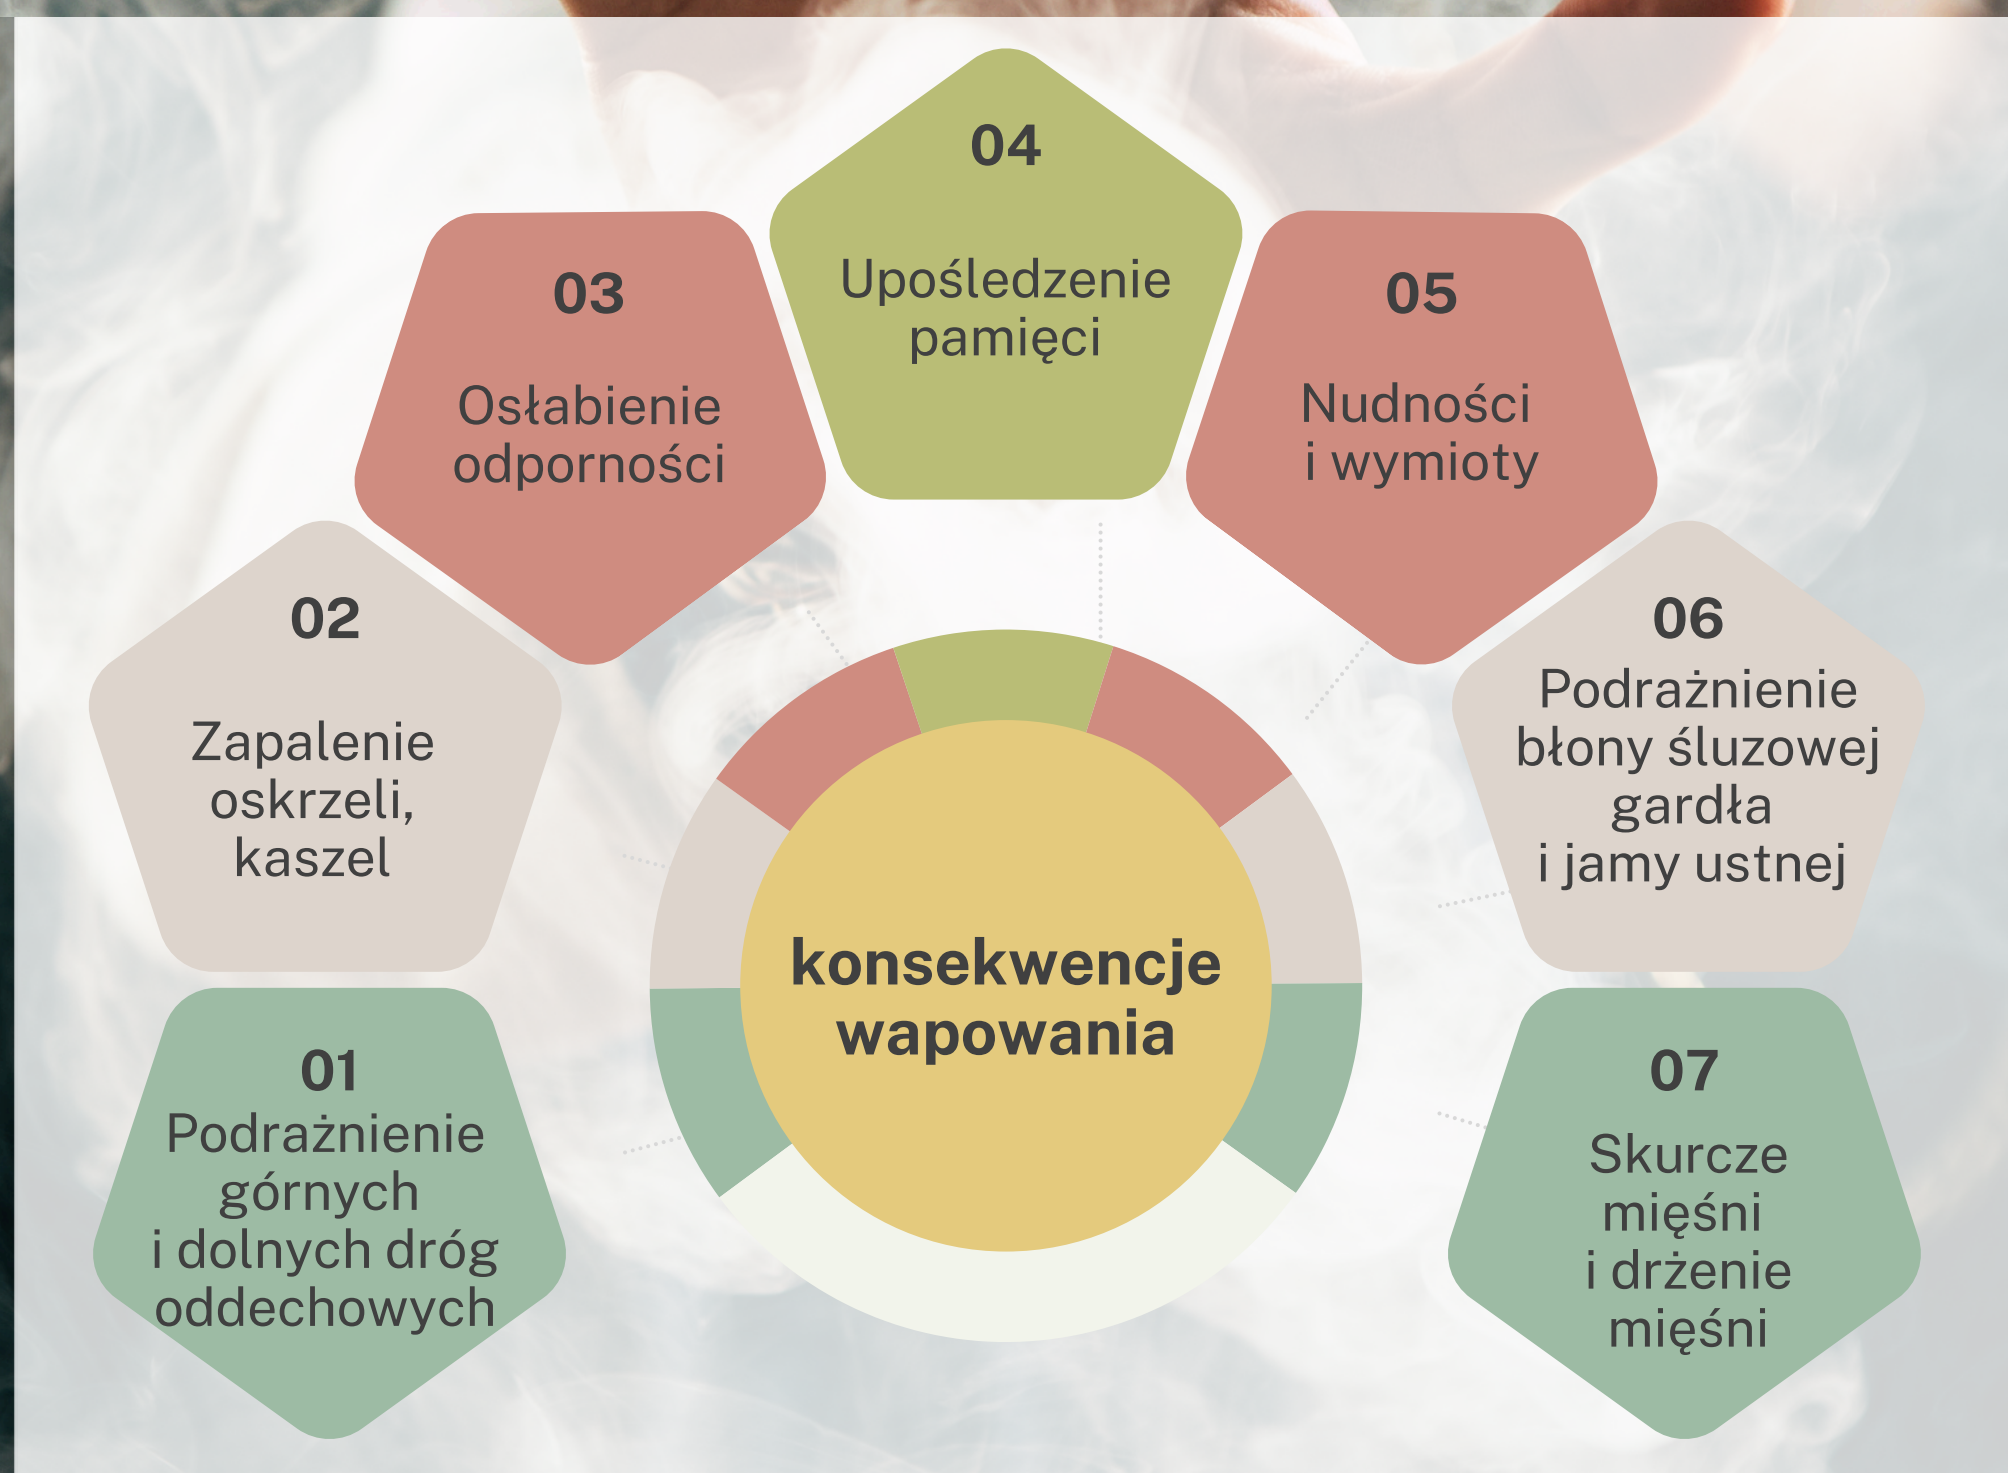 01
Podrażnienie
górnych
i dolnych dróg
oddechowych
02
Zapalenie
oskrzeli,
kaszel
03
Osłabienie
odporności
04
Upośledzenie
pamięci
05
Nudności
i wymioty
06
Podrażnienie
błony śluzowej
gardła
i jamy ustnej
07
Skurcze
mięśni
i drżenie
mięśni
konsekwencje
wapowania